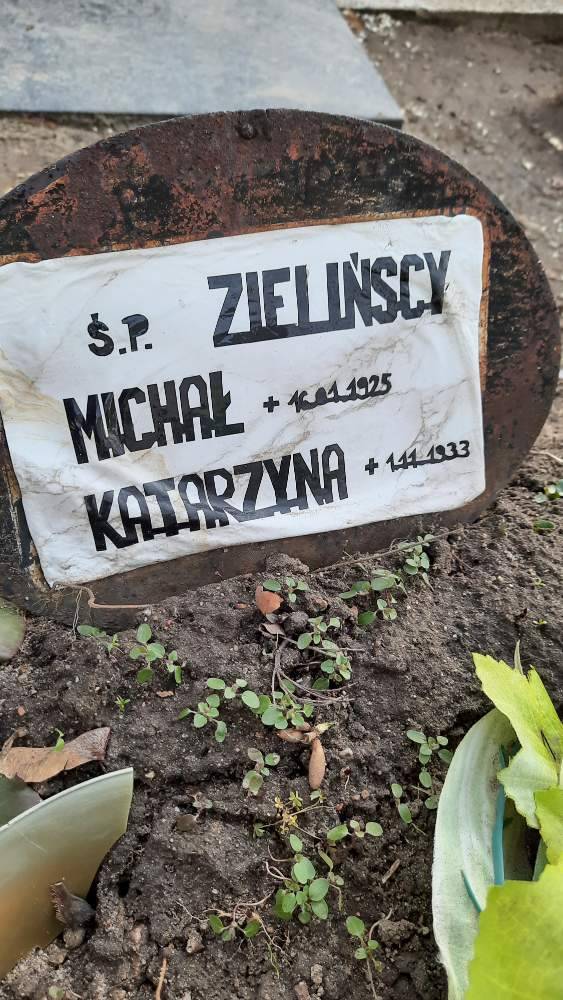 Ś.P. ZIELIŃSCY
MICHAŁ + 16.01.1925
KATARZYNA + 1.11.1933